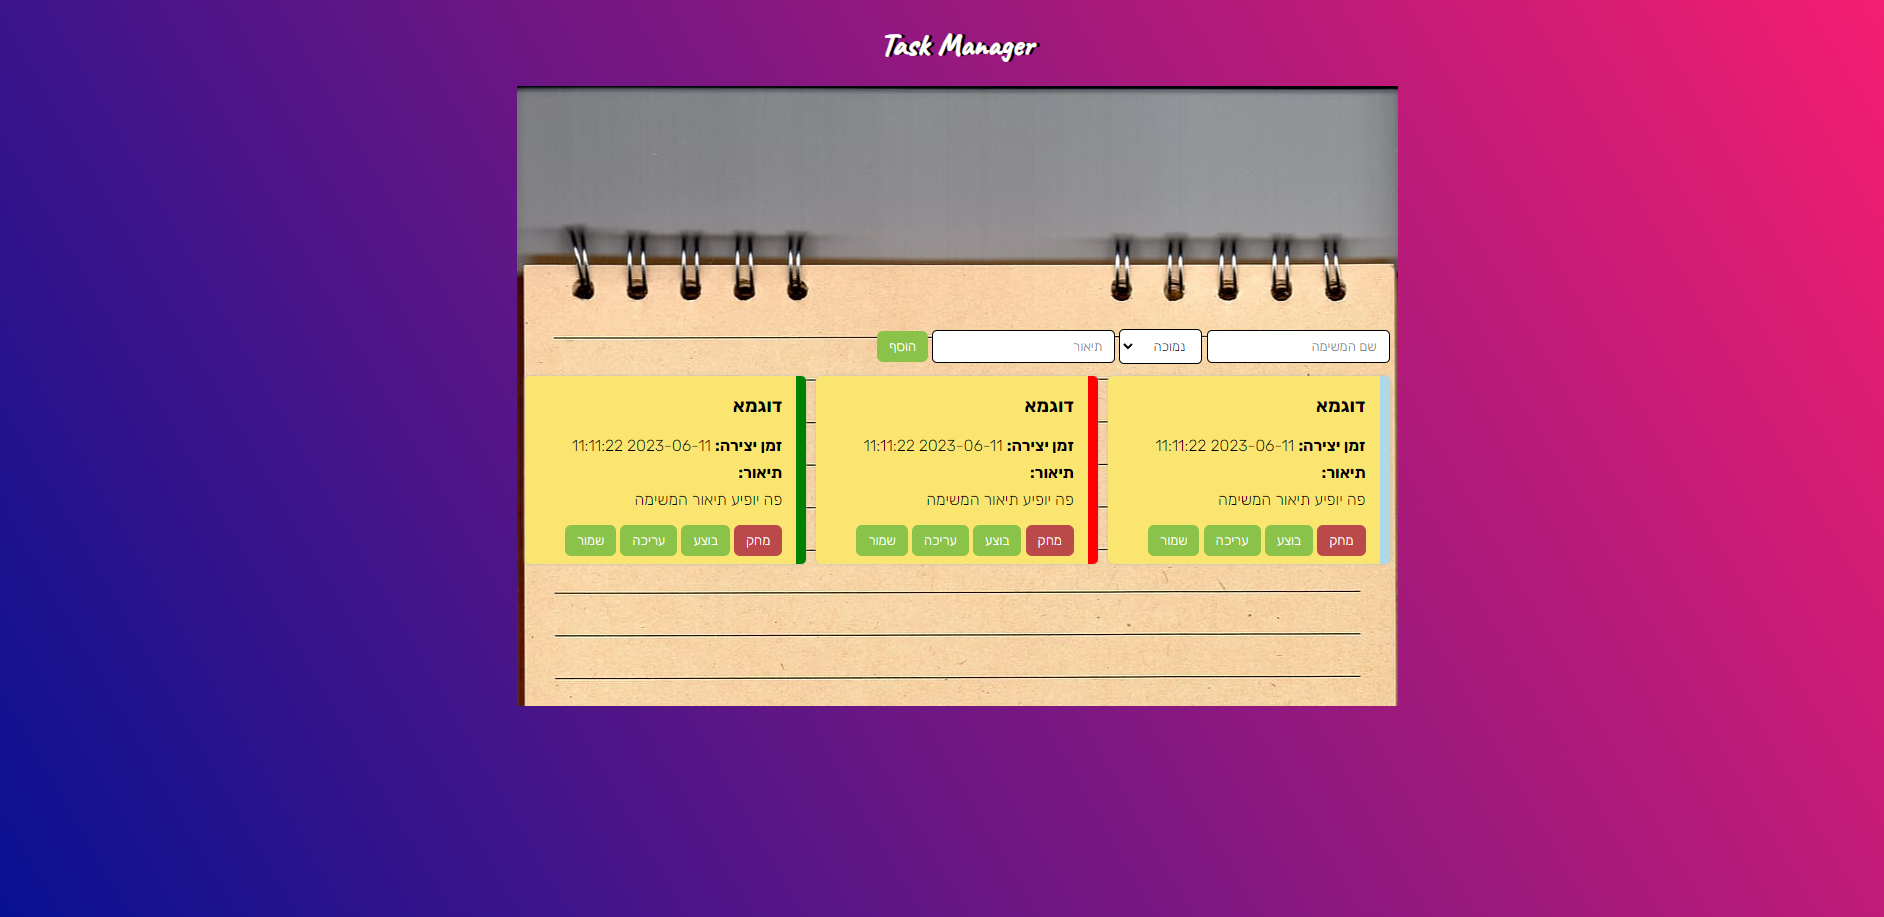 Task Manager
שם המשימה נמוכה תיאור הוסף
דוגמא
זמן יצירה: 2023-06-11 11:11:22
תיאור:
פה יופיע תיאור המשימה
מחק בוצע עריכה שמור
דוגמא
זמן יצירה: 2023-06-11 11:11:22
תיאור:
פה יופיע תיאור המשימה
מחק בוצע עריכה שמור
דוגמא
זמן יצירה: 2023-06-11 11:11:22
תיאור:
פה יופיע תיאור המשימה
מחק בוצע עריכה שמור